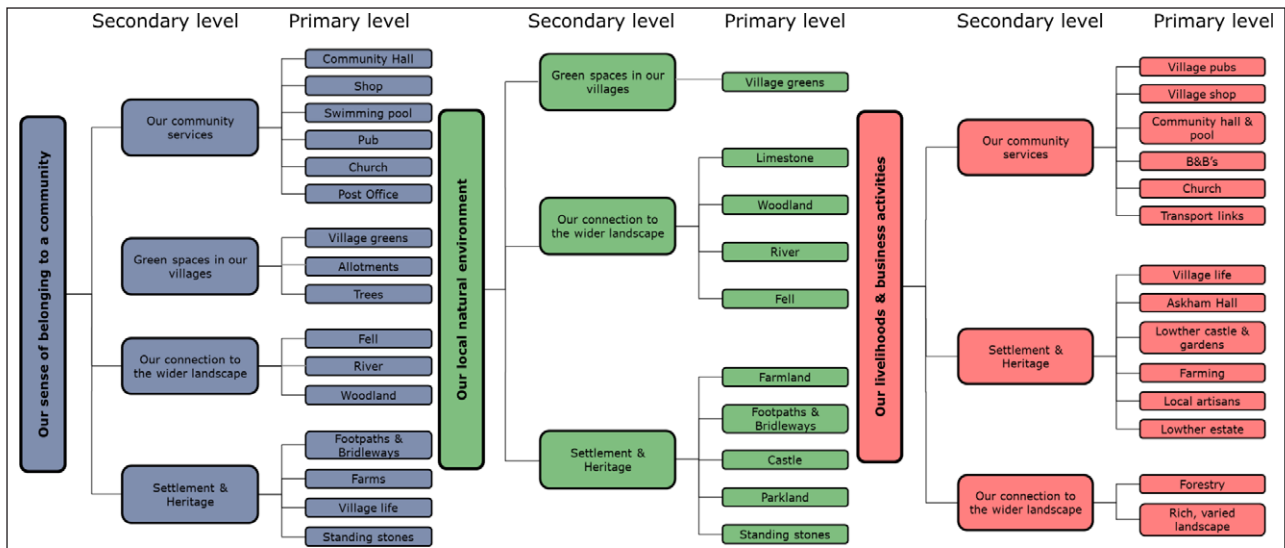 Secondary level
Primary level
Our sense of belonging to a community
Our community
services
Community Hall
Shop
Swimming pool
Pub
Church
Post Office
Green spaces in our
villages
Village greens
Allotments
Trees
Our connection to
the wider landscape
Fell
River
Woodland
Settlement &
Heritage
Footpaths &
Bridleways
Farms
Village life
Standing stones
Secondary level
Primary level
Our local natural environment
Green spaces in our
villages
Village greens
Our connection to
the wider landscape
Limestone
Woodland
River
Fell
Settlement &
Heritage
Farmland
Footpaths &
Bridleways
Castle
Parkland
Standing stones
Secondary level
Primary level
Our livelihoods & business activities
Our community
services
Village pubs
Village shop
Community hall &
pool
B&B's
Church
Transport links
Settlement &
Heritage
Village life
Askham Hall
Lowther castle &
gardens
Farming
Local artisans
Lowther estate
Our connection to
the wider landscape
Forestry
Rich, varied
landscape